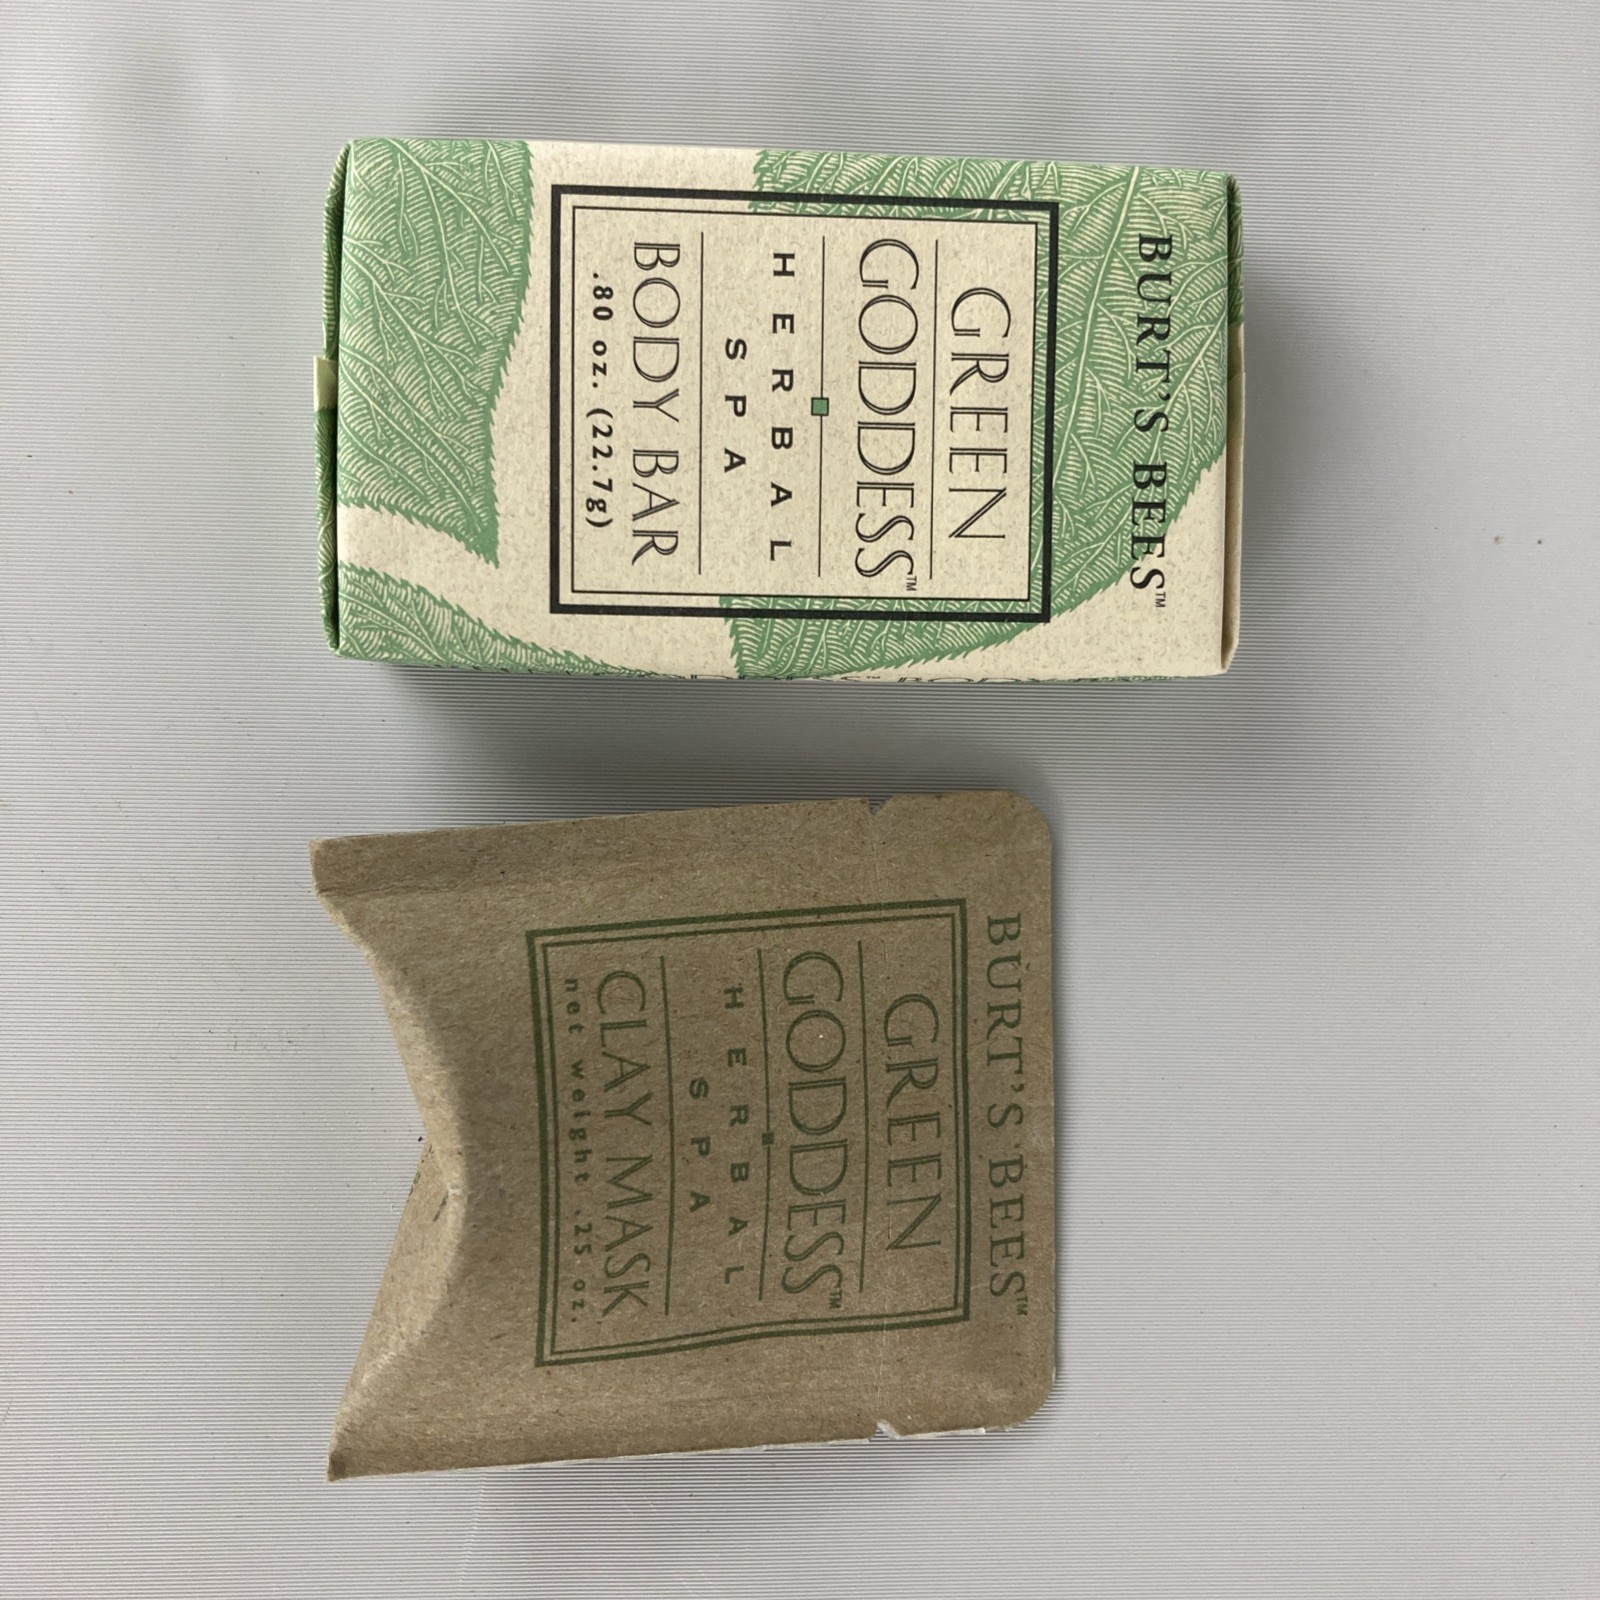 BURT'S BEES™
GREEN
GODDESS™
HERBAL
SPA
BODY BAR
.80 oz. (22.7g)
BURT'S BEES™
GREEN
GODDESS™
HERBAL
SPA
CLAY MASK
net weight .25 oz.